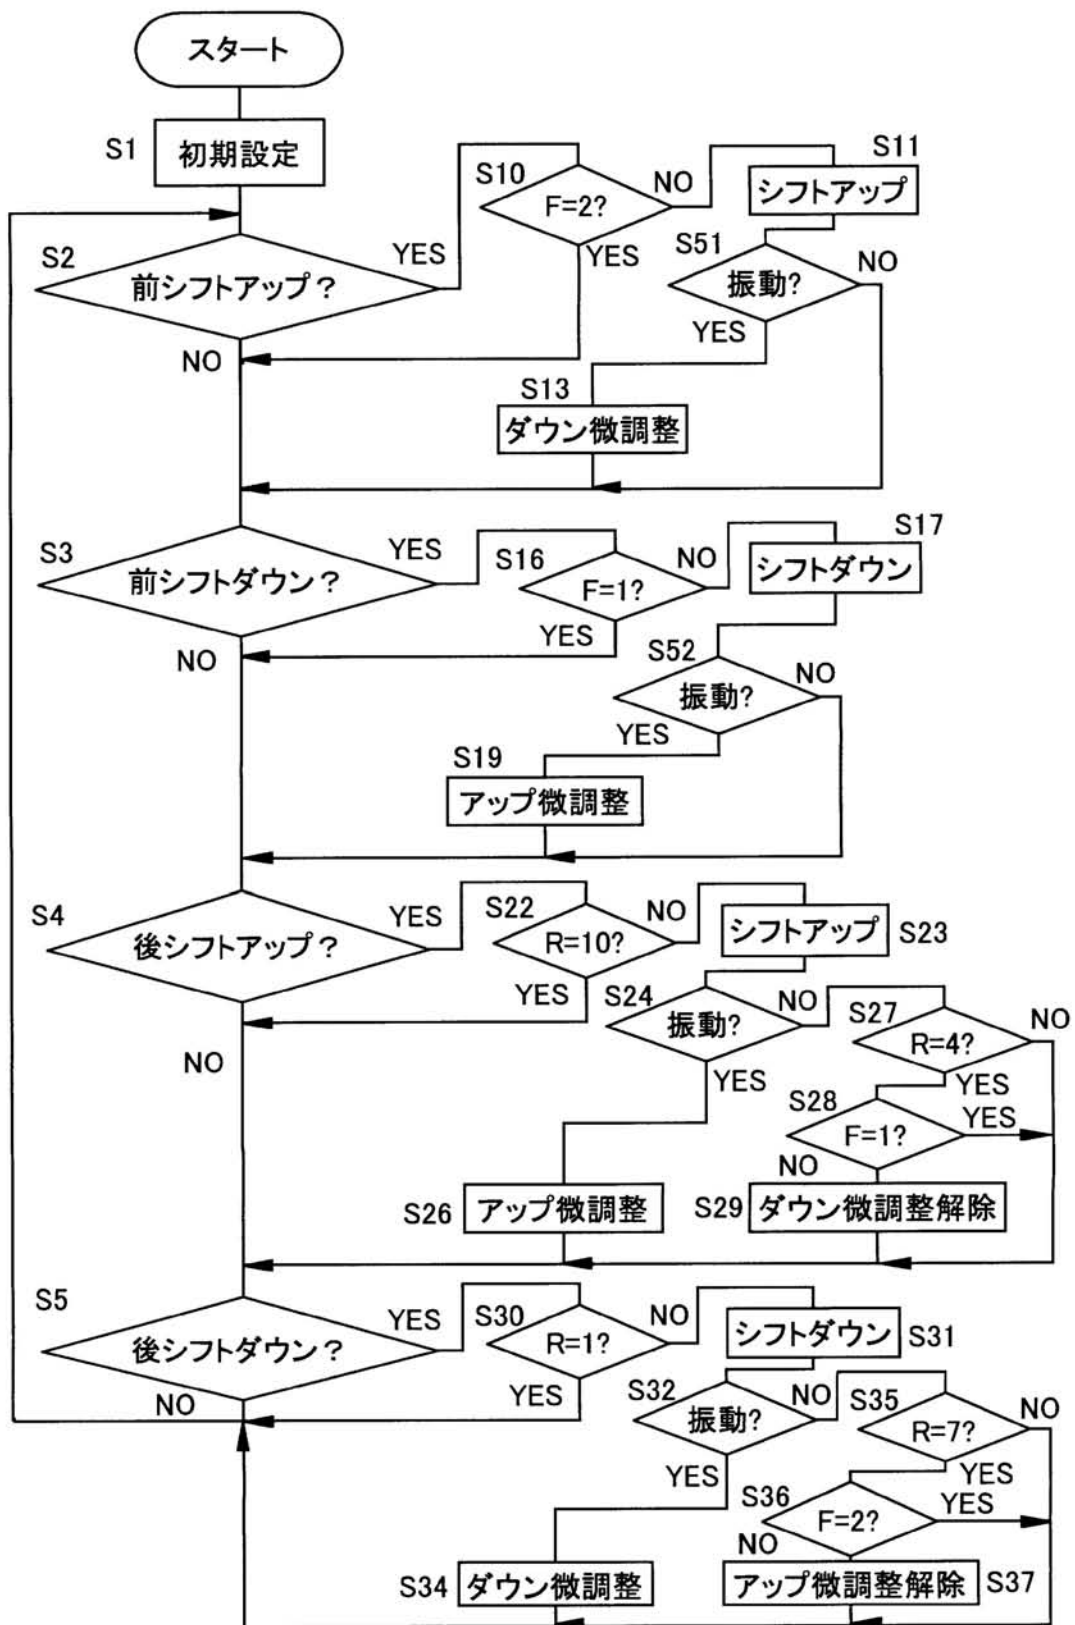 スタート
S1
初期設定
S2
前シフトアップ?
YES
NO
S10
F=2?
NO
YES
S11
シフトアップ
S51
振動?
NO
YES
S13
ダウン微調整
S3
前シフトダウン?
YES
NO
S16
F=1?
NO
YES
S17
シフトダウン
S52
振動?
NO
YES
S19
アップ微調整
S4
後シフトアップ?
YES
NO
S22
R=10?
NO
YES
シフトアップ
S23
S24
振動?
NO
YES
S27
R=4?
NO
YES
S28
F=1?
YES
NO
S26
アップ微調整
S29
ダウン微調整解除
S5
後シフトダウン?
YES
NO
S30
R=1?
NO
YES
シフトダウン
S31
S32
振動?
NO
YES
S35
R=7?
NO
YES
S36
F=2?
YES
NO
S34
ダウン微調整
アップ微調整解除
S37